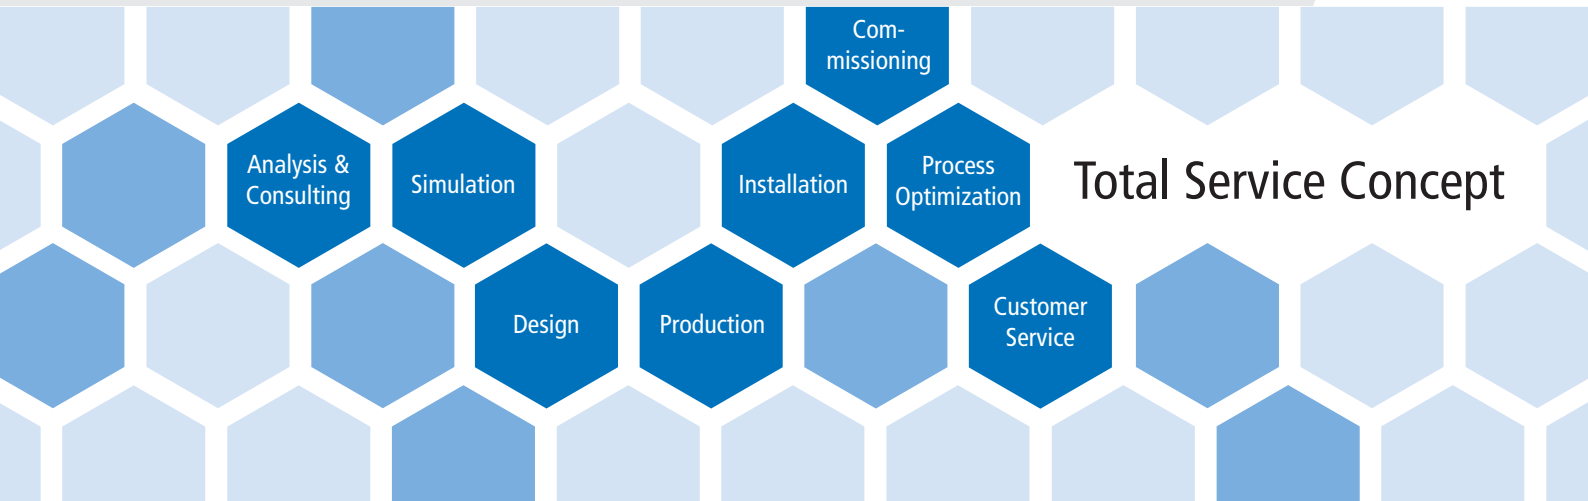 Com-
missioning
Analysis &
Consulting
Simulation
Installation
Process
Optimization
Total Service Concept
Design
Production
Customer
Service